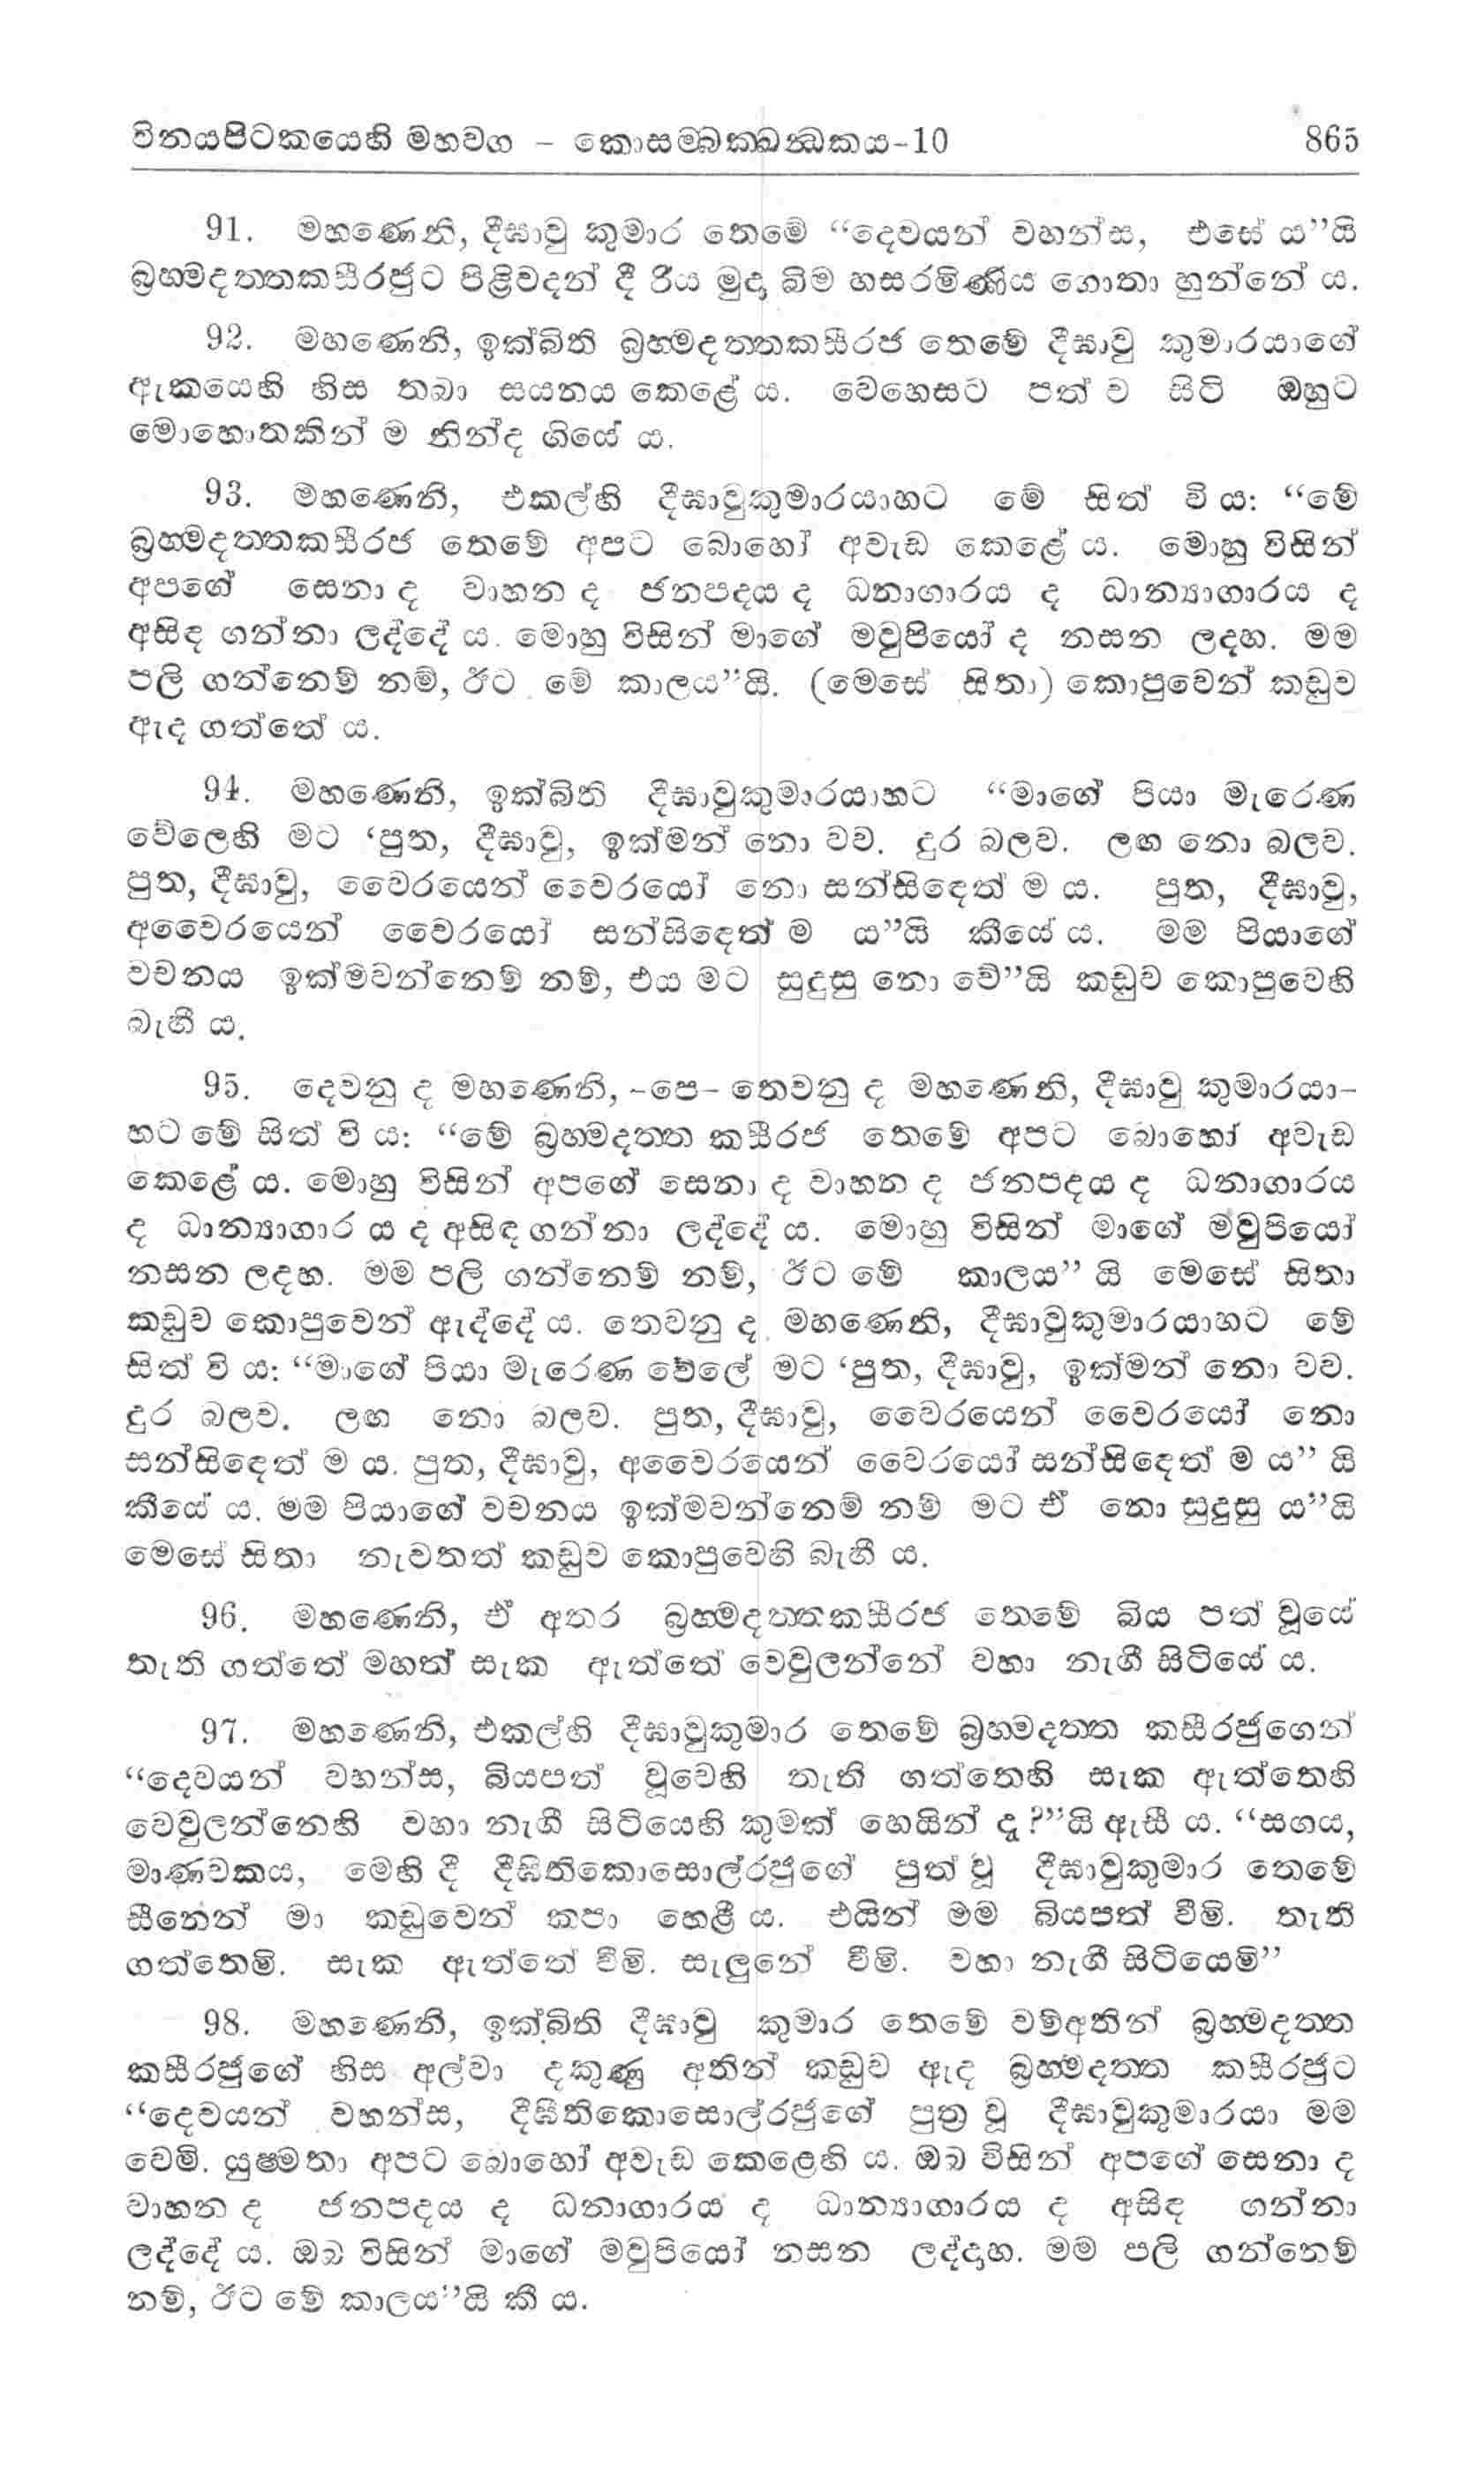 විනයපිටකයෙහි මහවග – කොසම්බක්ඛන්ධකය-10 865
91. මහණෙනි, දීඝාවු කුමාර තෙමේ “දෙවයන් වහන්ස, එසේ ය”යි
බ්‍රහ්මදත්තකසීරජුට පිළිවදන් දී රිය මුදා බිම හසරමිණිය ගොතා හුන්නේ ය.
92. මහණෙනි, ඉක්බිති බ්‍රහ්මදත්තකසීරජ තෙමේ දීඝාවු කුමාරයාගේ
ඇකයෙහි හිස තබා සයනය කෙළේ ය. වෙහෙසට පත් ව සිටි ඔහුට
මොහොතකින් ම නින්ද ගියේ ය.
93. මහණෙනි, එකල්හි දීඝාවුකුමාරයාහට මේ සිත් වි ය: “මේ
බ්‍රහ්මදත්තකසීරජ තෙමේ අපට බොහෝ අවැඩ කෙළේ ය. මොහු විසින්
අපගේ සෙනා ද වාහන ද ජනපදය ද ධනාගාරය ද ධාන්‍යාගාරය ද
අසිඳ ගන්නා ලද්දේ ය. මොහු විසින් මාගේ මවුපියෝ ද නසන ලදහ. මම
පලි ගන්නෙම් නම්, ඊට මේ කාලය”යි. (මෙසේ සිතා) කොපුවෙන් කඩුව
ඇද ගත්තේ ය.
94. මහණෙනි, ඉක්බිති දීඝාවුකුමාරයාහට “මාගේ පියා මැරෙණ
වේලෙහි මට ‘පුත, දීඝාවු, ඉක්මන් නො වව. දුර බලව. ලඟ නො බලව.
පුත, දීඝාවු, වෛරයෙන් වෛරයෝ නො සන්සිඳෙත් ම ය. පුත, දීඝාවු,
අවෛරයෙන් වෛරයෝ සන්සිඳෙත් ම ය”යි කීයේ ය. මම පියාගේ
වචනය ඉක්මවන්නෙම් නම්, එය මට සුදුසු නො වේ”යි කඩුව කොපුවෙහි
බැහී ය.
95. දෙවනු ද මහණෙනි, -පෙ- තෙවනු ද මහණෙනි, දීඝාවු කුමාරයා-
හට මේ සිත් වි ය: “මේ බ්‍රහ්මදත්ත කසීරජ තෙමේ අපට බොහෝ අවැඩ
කෙළේ ය. මොහු විසින් අපගේ සෙනා ද වාහන ද ජනපදය ද ධනාගාරය
ද ධාන්‍යාගාර ය ද අසිඳ ගන්නා ලද්දේ ය. මොහු විසින් මාගේ මවුපියෝ
නසන ලදහ. මම පලි ගන්නෙම් නම්, ඊට මේ කාලය” යි මෙසේ සිතා
කඩුව කොපුවෙන් ඇද්දේ ය. තෙවනු ද මහණෙනි, දීඝාවුකුමාරයාහට මේ
සිත් වි ය: “මාගේ පියා මැරෙණ වේලේ මට ‘පුත, දීඝාවු, ඉක්මන් නො වව.
දුර බලව. ලඟ නො බලව. පුත, දීඝාවු, වෛරයෙන් වෛරයෝ නො
සන්සිඳෙත් ම ය. පුත, දීඝාවු, අවෛරයෙන් වෛරයෝ සන්සිඳෙත් ම ය” යි
කීයේ ය. මම පියාගේ වචනය ඉක්මවන්නෙම් නම් මට ඒ නො සුදුසු ය”යි
මෙසේ සිතා නැවතත් කඩුව කොපුවෙහි බැහී ය.
96. මහණෙනි, ඒ අතර බ්‍රහ්මදත්තකසීරජ තෙමේ බිය පත් වූයේ
තැති ගත්තේ මහත් සැක ඇත්තේ වෙවුලන්නේ වහා නැගී සිටියේ ය.
97. මහණෙනි, එකල්හි දීඝාවුකුමාර තෙමේ බ්‍රහ්මදත්ත කසීරජුගෙන්
“දෙවයන් වහන්ස, බියපත් වූවෙහි තැති ගත්තෙහි සැක ඇත්තෙහි
වෙවුලන්නෙහි වහා නැගී සිටියෙහි කුමක් හෙයින් දැ?”යි ඇසී ය. “සගය,
මාණවකය, මෙහි දී දීඝිතිකොසොල්රජුගේ පුත් වූ දීඝාවුකුමාර තෙමේ
සීනෙන් මා කඩුවෙන් කපා හෙළී ය. එයින් මම බියපත් වීමි. තැති
ගත්තෙමි. සැක ඇත්තේ වීමි. සැලුනේ වීමි. වහා නැගී සිටියෙමි”
98. මහණෙනි, ඉක්බිති දීඝාවු කුමාර තෙමේ වම්අතින් බ්‍රහ්මදත්ත
කසීරජුගේ හිස අල්වා දකුණු අතින් කඩුව ඇද බ්‍රහ්මදත්ත කසීරජුට
“දෙවයන් වහන්ස, දීඝීතිකොසොල්රජුගේ පුත්‍ර වූ දීඝාවුකුමාරයා මම
වෙමි. යුෂ්මතා අපට බොහෝ අවැඩ කෙළෙහි ය. ඔබ විසින් අපගේ සෙනා ද
වාහන ද ජනපදය ද ධනාගාරය ද ධාන්‍යාගාරය ද අසිඳ ගන්නා
ලද්දේ ය. ඔබ විසින් මාගේ මවුපියෝ නසන ලද්දාහ. මම පලි ගන්නෙම්
නම්, ඊට මේ කාලය”යි කී ය.